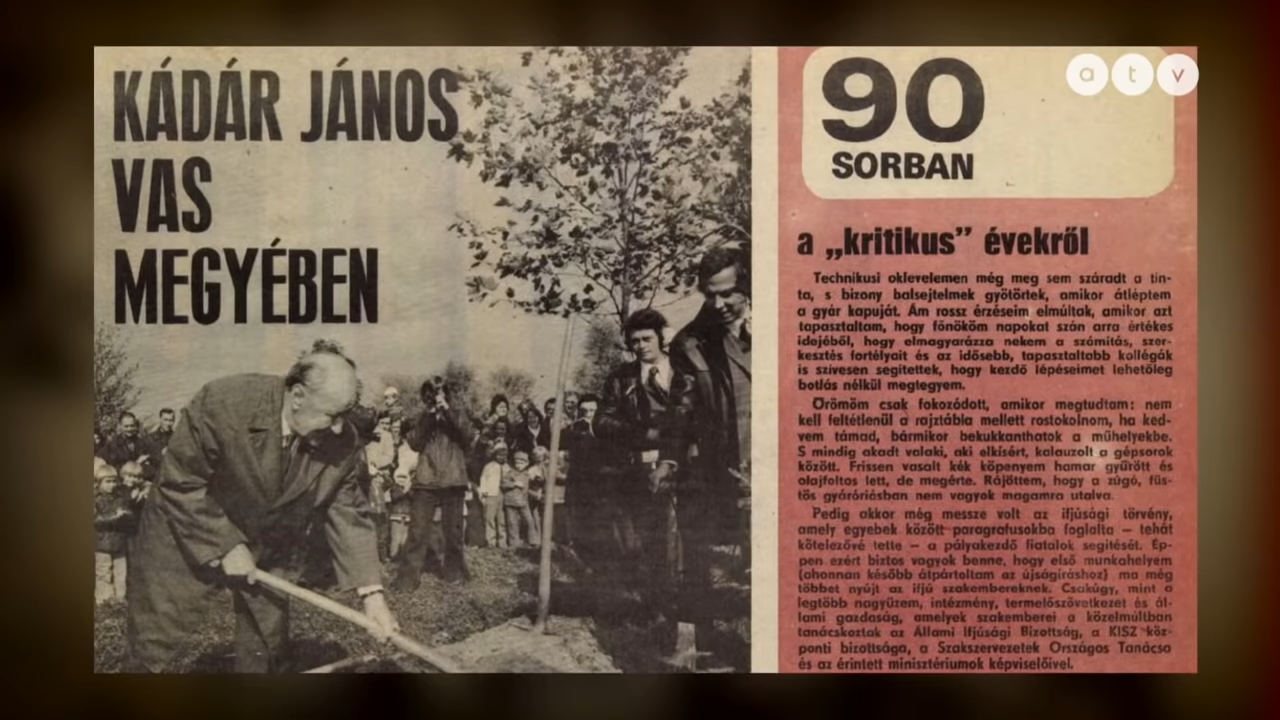 KÁDÁR JÁNOS
VAS
MEGYÉBEN
90
SORBAN
atv
a „kritikus” évekről
Technikusi oklevelemen még meg sem száradt a tin-
ta, s bizony balsejtelmek gyötörtek, amikor átléptem
a gyár kapuját. Ám rossz érzéseim elmúltak, amikor azt
tapasztaltam, hogy főnököm napokat szán arra értékes
idejéből, hogy elmagyarázza nekem a számítás, szer-
kesztés fortélyait és az idősebb, tapasztaltabb kollégák
is szívesen segítettek, hogy kezdő lépéseimet lehetőleg
botlás nélkül megtegyem.
Örömöm csak fokozódott, amikor megtudtam: nem
kell feltétlenül a rajztábla mellett rostokolnom, ha ked-
vem támad, bármikor bekukkanthatok a műhelyekbe.
S mindig akadt valaki, aki elkísért, kalauzolt a gépsorok
között. Frissen vasalt kék köpenyem hamar gyűrött és
olajfoltos lett, de megérte. Rájöttem, hogy a zúgó, füs-
tös gyáróriásban nem vagyok magamra utalva.
Pedig akkor még messze volt az ifjúsági törvény,
amely egyebek között paragrafusokba foglalta — tehát
kötelezővé tette — a pályakezdő fiatalok segítését. Ép-
pen ezért biztos vagyok benne, hogy első munkahelyem
(ahonnan később átpártoltam az újságíráshoz) ma még
többet nyújt az ifjú szakembereknek. Csakúgy, mint a
legtöbb nagyüzem, intézmény, termelőszövetkezet és ál-
lami gazdaság, amelyek szakemberei a közelmúltban
tanácskoztak az Állami Ifjúsági Bizottság, a KISZ köz-
ponti bizottsága, a Szakszervezetek Országos Tanácsa
és az érintett minisztériumok képviselőivel.